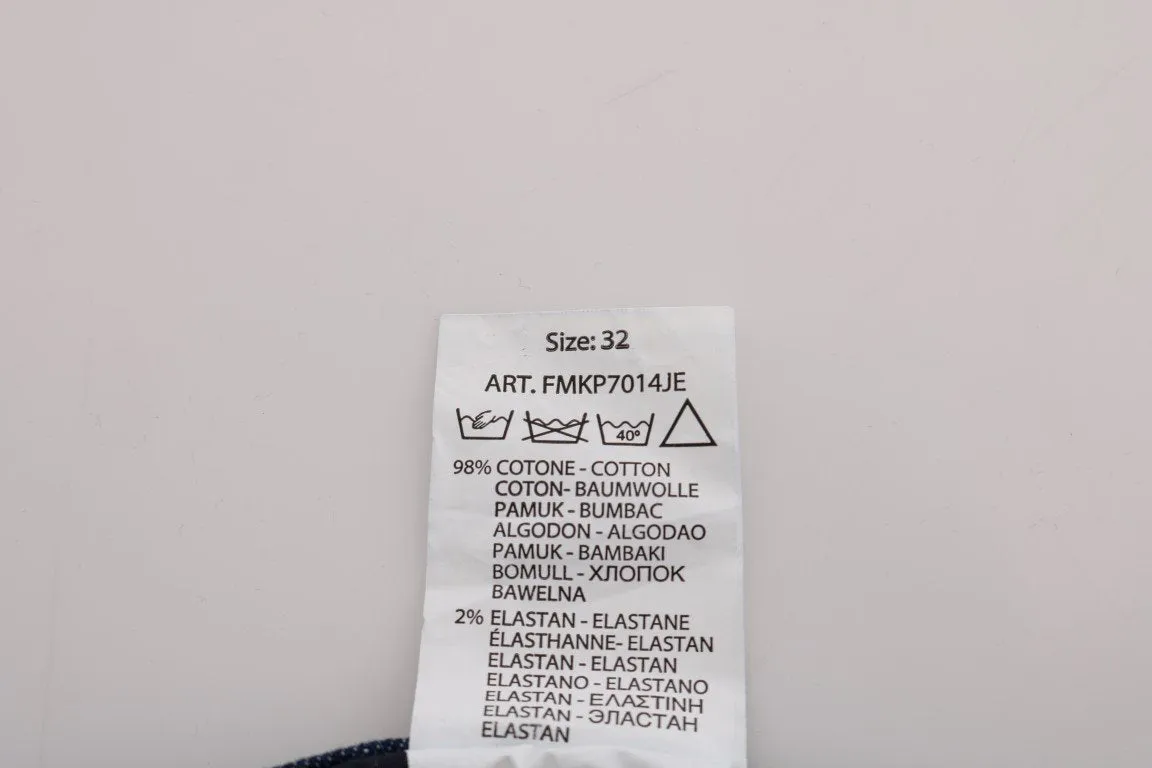 Size: 32
ART. FMKP7014JE
40°
98% COTONE - COTTON
COTON- BAUMWOLLE
PAMUK - BUMBAC
ALGODON - ALGODAO
PAMUK - BAMBAKI
BOMULL - ХЛОПОК
BAWELNA
2% ELASTAN - ELASTANE
ÉLASTHANNE- ELASTAN
ELASTAN - ELASTAN
ELASTANO - ELASTANO
ELASTAN - ΕΛΑΣΤΙΝΗ
ELASTAN - ЭЛАСТАН
ELASTAN